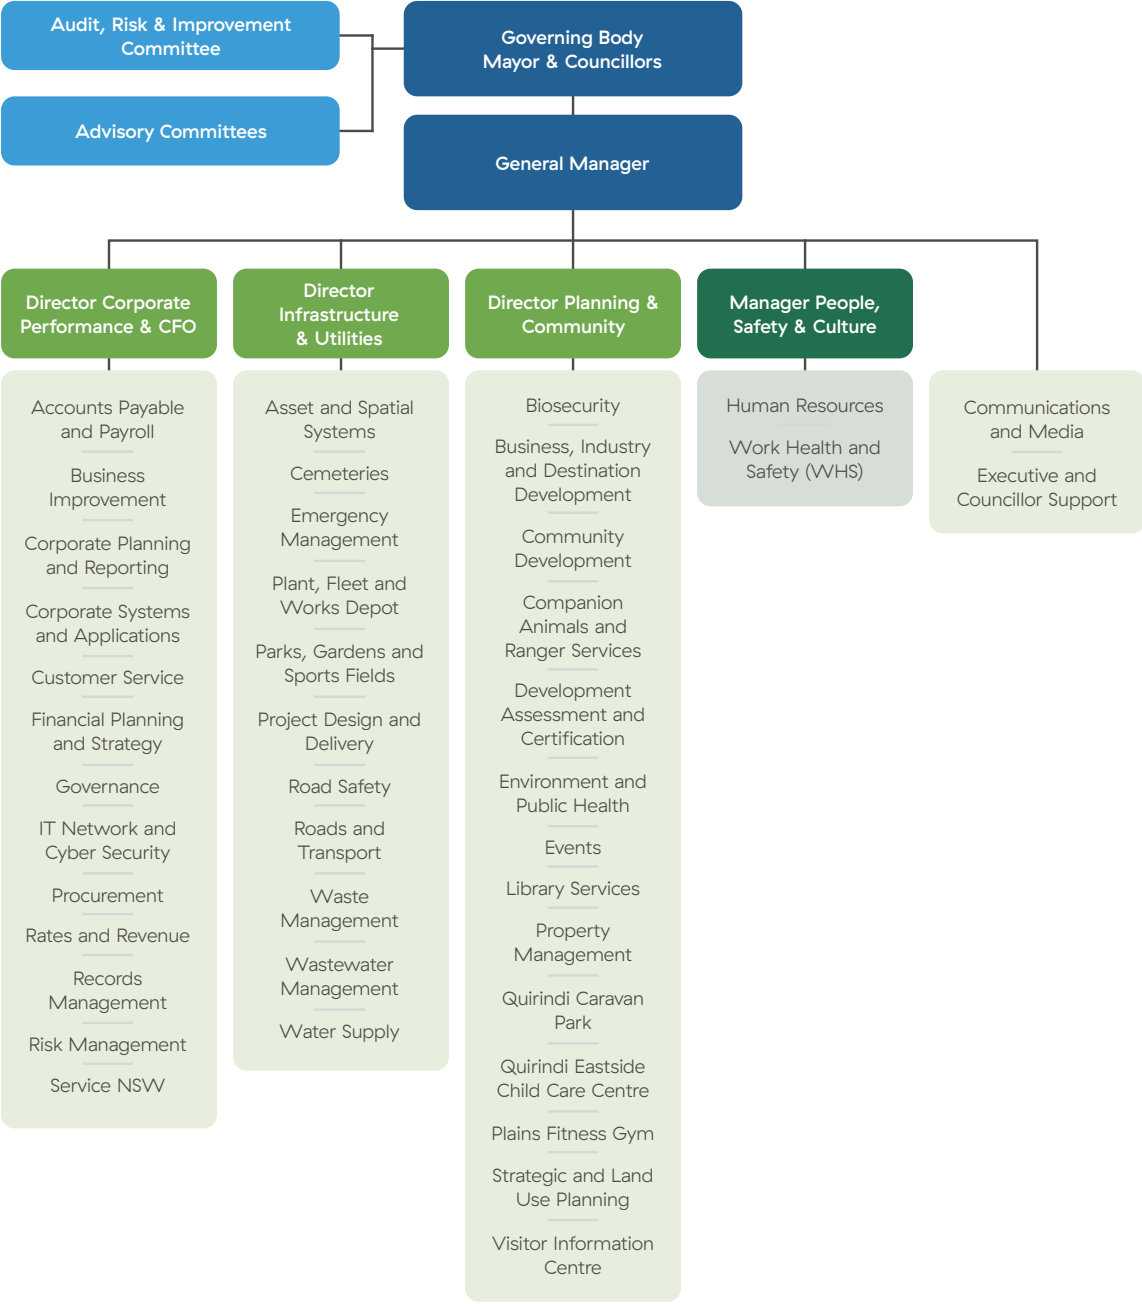 Audit, Risk & Improvement
Committee
Governing Body
Mayor & Councillors
Advisory Committees
General Manager
Director Corporate
Performance & CFO
Director
Infrastructure
& Utilities
Director Planning &
Community
Manager People,
Safety & Culture
Accounts Payable
and Payroll
Business
Improvement
Corporate Planning
and Reporting
Corporate Systems
and Applications
Customer Service
Financial Planning
and Strategy
Governance
IT Network and
Cyber Security
Procurement
Rates and Revenue
Records
Management
Risk Management
Service NSW
Asset and Spatial
Systems
Cemeteries
Emergency
Management
Plant, Fleet and
Works Depot
Parks, Gardens and
Sports Fields
Project Design and
Delivery
Road Safety
Roads and
Transport
Waste
Management
Wastewater
Management
Water Supply
Biosecurity
Business, Industry
and Destination
Development
Community
Development
Companion
Animals and
Ranger Services
Development
Assessment and
Certification
Environment and
Public Health
Events
Library Services
Property
Management
Quirindi Caravan
Park
Quirindi Eastside
Child Care Centre
Plains Fitness Gym
Strategic and Land
Use Planning
Visitor Information
Centre
Human Resources
Work Health and
Safety (WHS)
Communications
and Media
Executive and
Councillor Support